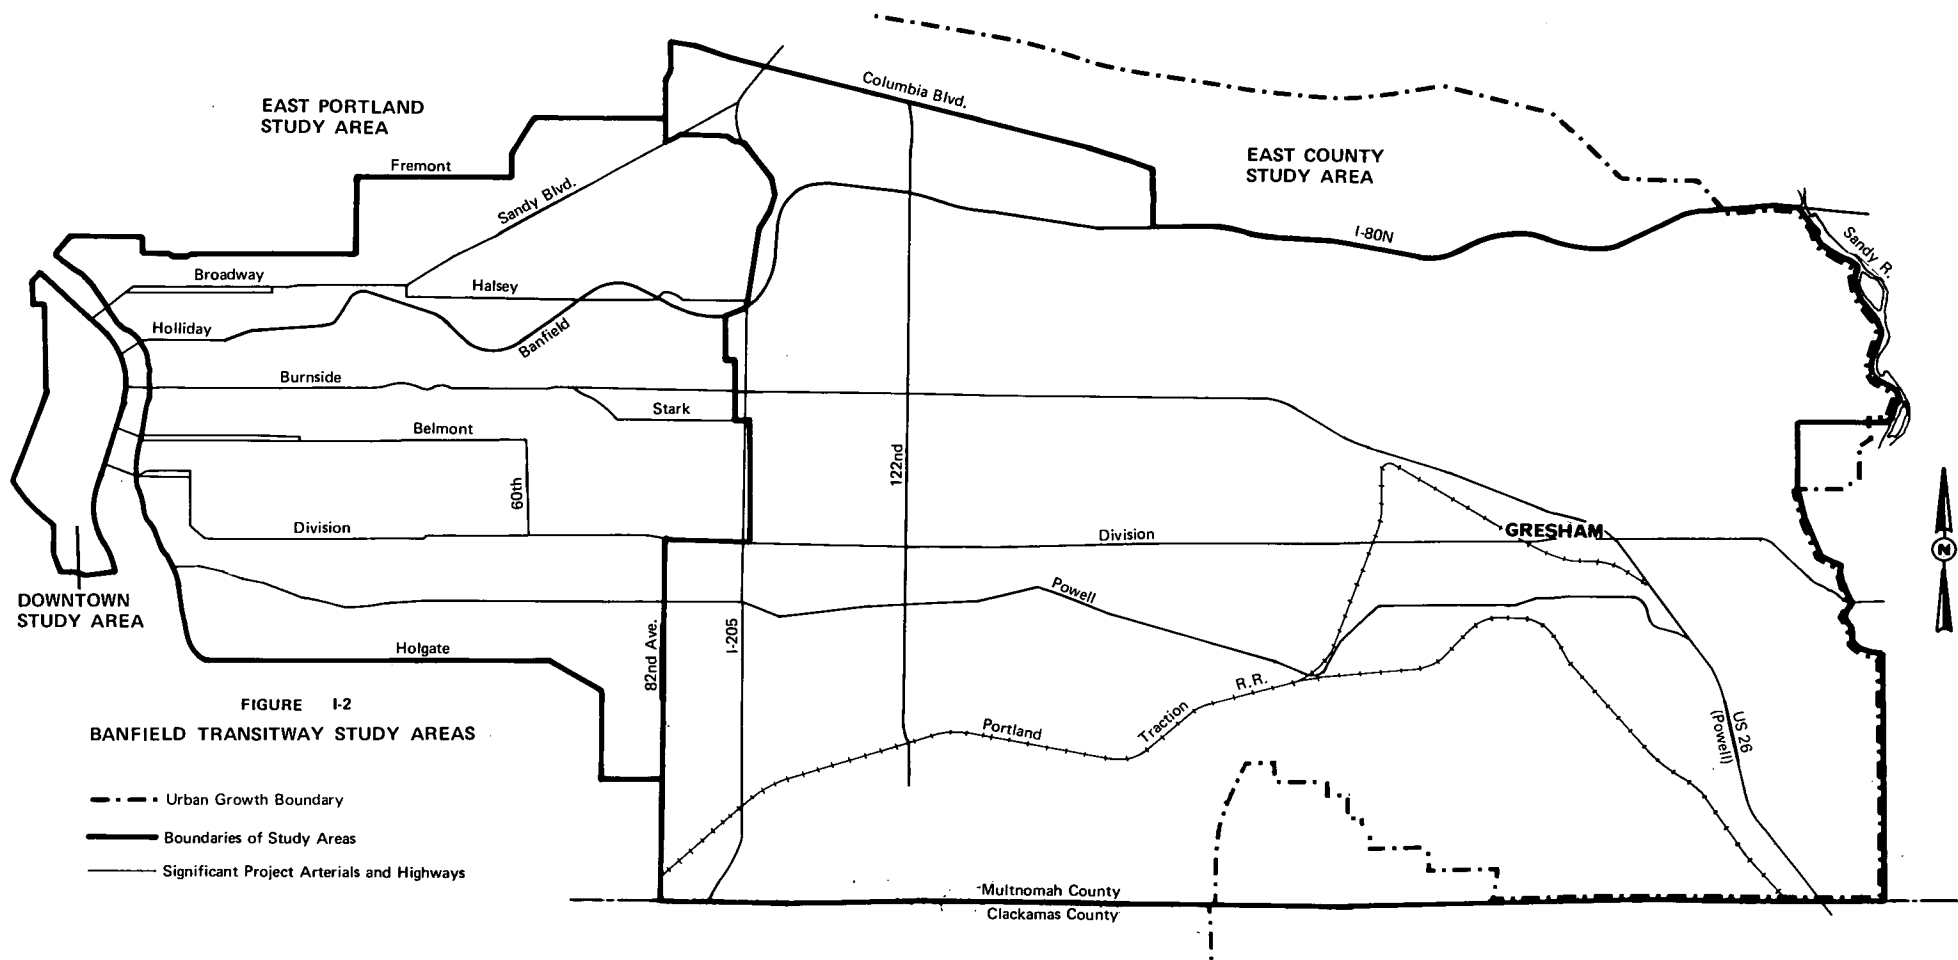 EAST PORTLAND
STUDY AREA
Columbia Blvd.
EAST COUNTY
STUDY AREA
Fremont
Sandy Blvd.
I-80N
Sandy R.
Broadway
Halsey
Holliday
Banfield
Burnside
Stark
Belmont
60th
122nd
Division
Division
GRESHAM
N
DOWNTOWN
STUDY AREA
Powell
Holgate
82nd Ave.
I-205
R.R.
Traction
Portland
US 26
(Powell)
FIGURE I-2
BANFIELD TRANSITWAY STUDY AREAS
Urban Growth Boundary
Boundaries of Study Areas
Significant Project Arterials and Highways
Multnomah County
Clackamas County